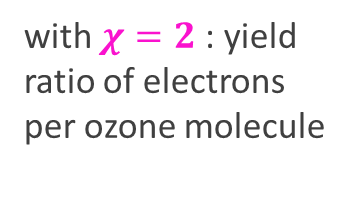 with χ = 2 : yield
ratio of electrons
per ozone molecule